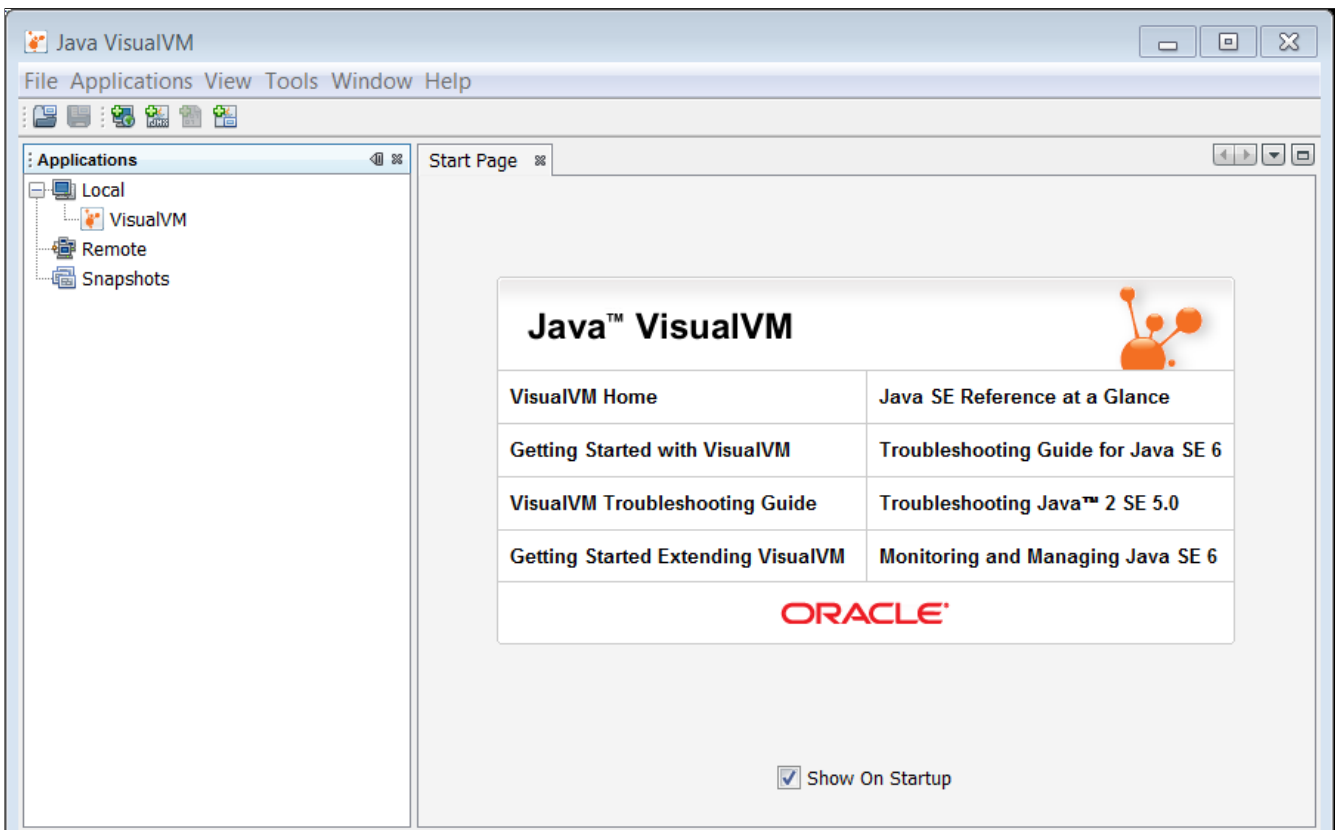 Java VisualVM
File Applications View Tools Window Help
Applications
Local
VisualVM
Remote
Snapshots
Start Page
Java™ VisualVM
VisualVM Home
Java SE Reference at a Glance
Getting Started with VisualVM
Troubleshooting Guide for Java SE 6
VisualVM Troubleshooting Guide
Troubleshooting Java™ 2 SE 5.0
Getting Started Extending VisualVM
Monitoring and Managing Java SE 6
ORACLE
Show On Startup